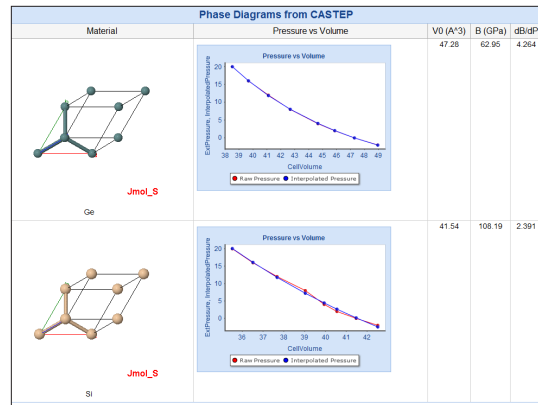 Phase Diagrams from CASTEP
Material Pressure vs Volume V0 (A^3) B (GPa) dB/dP
47.28 62.95 4.264
Pressure vs Volume
ExtPressure, InterpolatedPressure
20
15
10
5
0
38 39 40 41 42 43 44 45 46 47 48 49
CellVolume
Raw Pressure Interpolated Pressure
Jmol_S
Ge
41.54 108.19 2.391
Pressure vs Volume
ExtPressure, InterpolatedPressure
20
15
10
5
0
36 37 38 39 40 41 42
CellVolume
Raw Pressure Interpolated Pressure
Jmol_S
Si